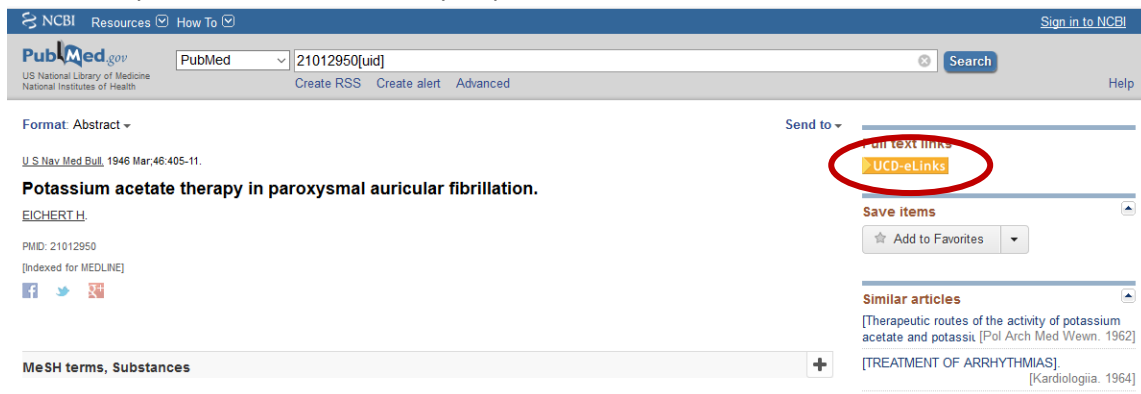 NCBI Resources How To Sign in to NCBI
PubMed.gov
US National Library of Medicine
National Institutes of Health
PubMed 21012950[uid] Search
Create RSS Create alert Advanced Help
Format: Abstract Send to
U S Nav Med Bull. 1946 Mar;46:405-11.
Potassium acetate therapy in paroxysmal auricular fibrillation.
EICHERT H.
PMID: 21012950
[Indexed for MEDLINE]
MeSH terms, Substances
Full text links
UCD-eLinks
Save items
Add to Favorites
Similar articles
[Therapeutic routes of the activity of potassium
acetate and potassiu [Pol Arch Med Wewn. 1962]
[TREATMENT OF ARRHYTHMIAS].
[Kardiologiia. 1964]